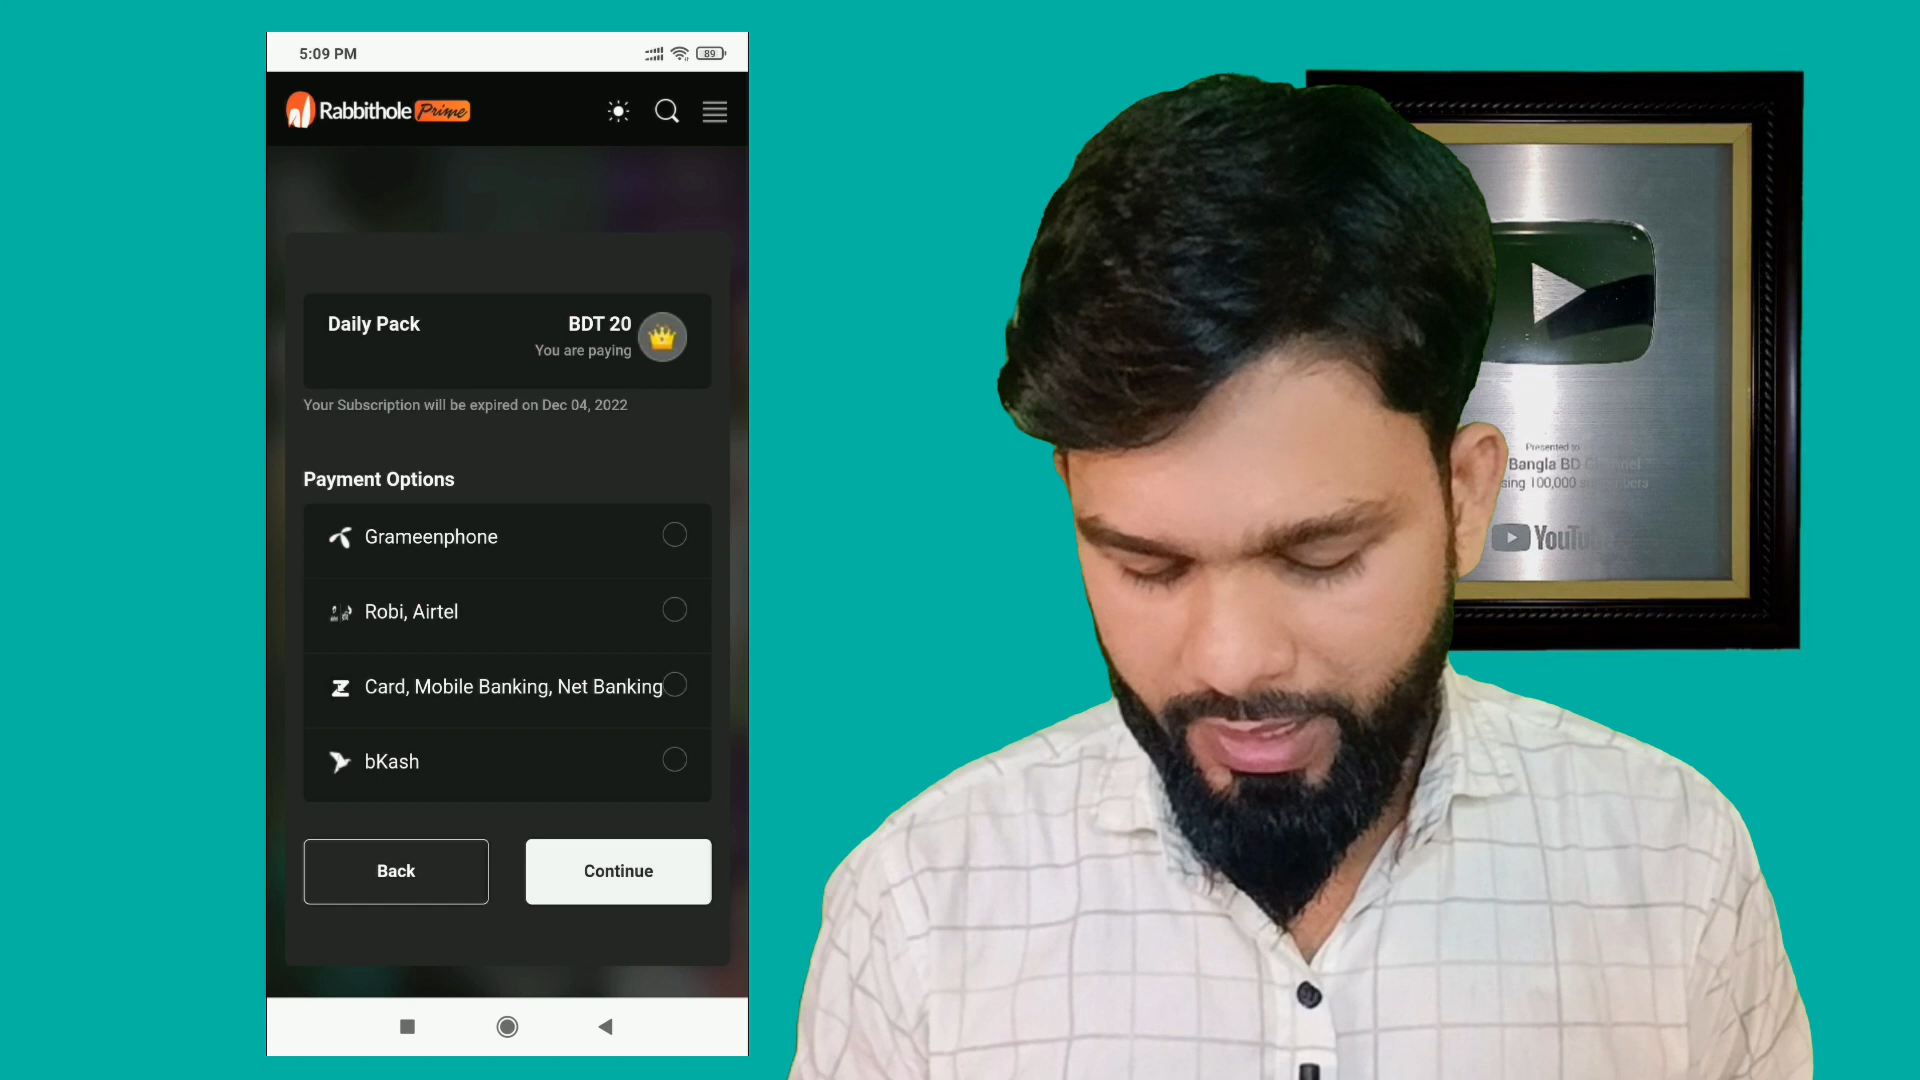 5:09 PM
89
Rabbithole Prime
Daily Pack
BDT 20
You are paying
Your Subscription will be expired on Dec 04, 2022
Payment Options
Grameenphone
Robi, Airtel
Card, Mobile Banking, Net Banking
bKash
Back
Continue
Presented to
Bangla BD
100,000
YouTube